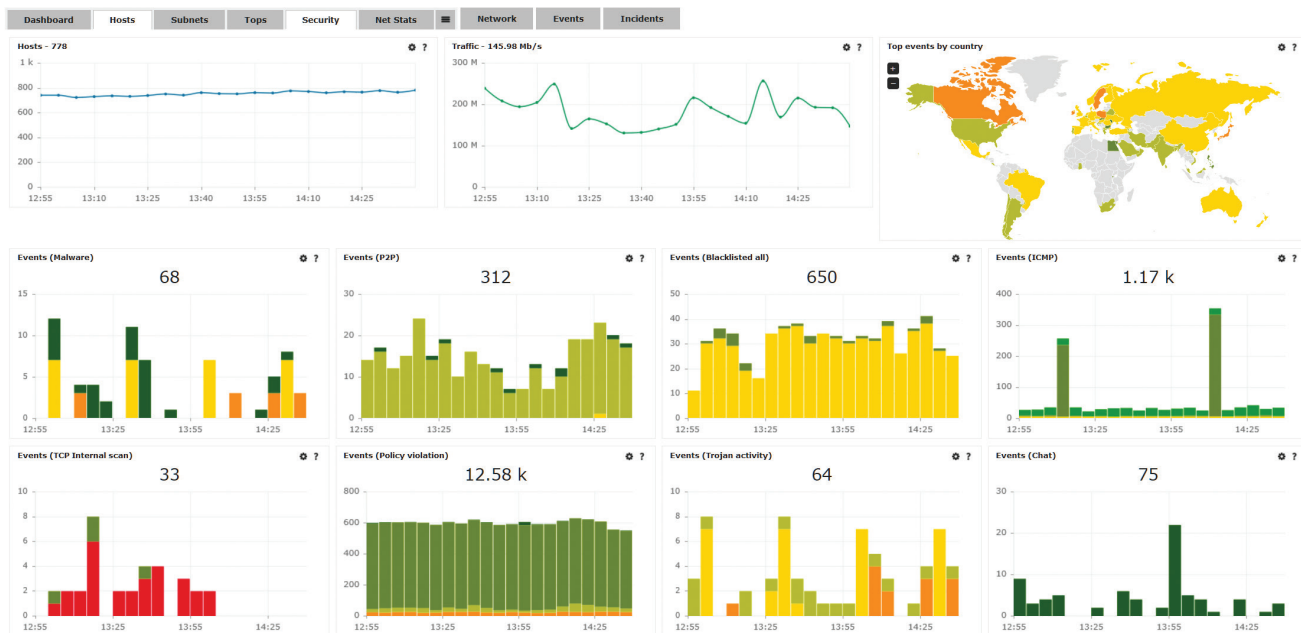 Dashboard Hosts Subnets Tops Security Net Stats Network Events Incidents
Hosts - 778 ?
1 k
800
600
400
200
0
12:55 13:10 13:25 13:40 13:55 14:10 14:25
Traffic - 145.98 Mb/s ?
300 M
200 M
100 M
0
12:55 13:10 13:25 13:40 13:55 14:10 14:25
Top events by country ?
+
−
Events (Malware) ?
68
15
10
5
0
12:55 13:25 13:55 14:25
Events (P2P) ?
312
30
20
10
0
12:55 13:25 13:55 14:25
Events (Blacklisted all) ?
650
50
40
30
20
10
0
12:55 13:25 13:55 14:25
Events (ICMP) ?
1.17 k
400
300
200
100
0
12:55 13:25 13:55 14:25
Events (TCP Internal scan) ?
33
10
8
6
4
2
0
12:55 13:25 13:55 14:25
Events (Policy violation) ?
12.58 k
800
600
400
200
0
12:55 13:25 13:55 14:25
Events (Trojan activity) ?
64
10
8
6
4
2
0
12:55 13:25 13:55 14:25
Events (Chat) ?
75
30
20
10
0
12:55 13:25 13:55 14:25